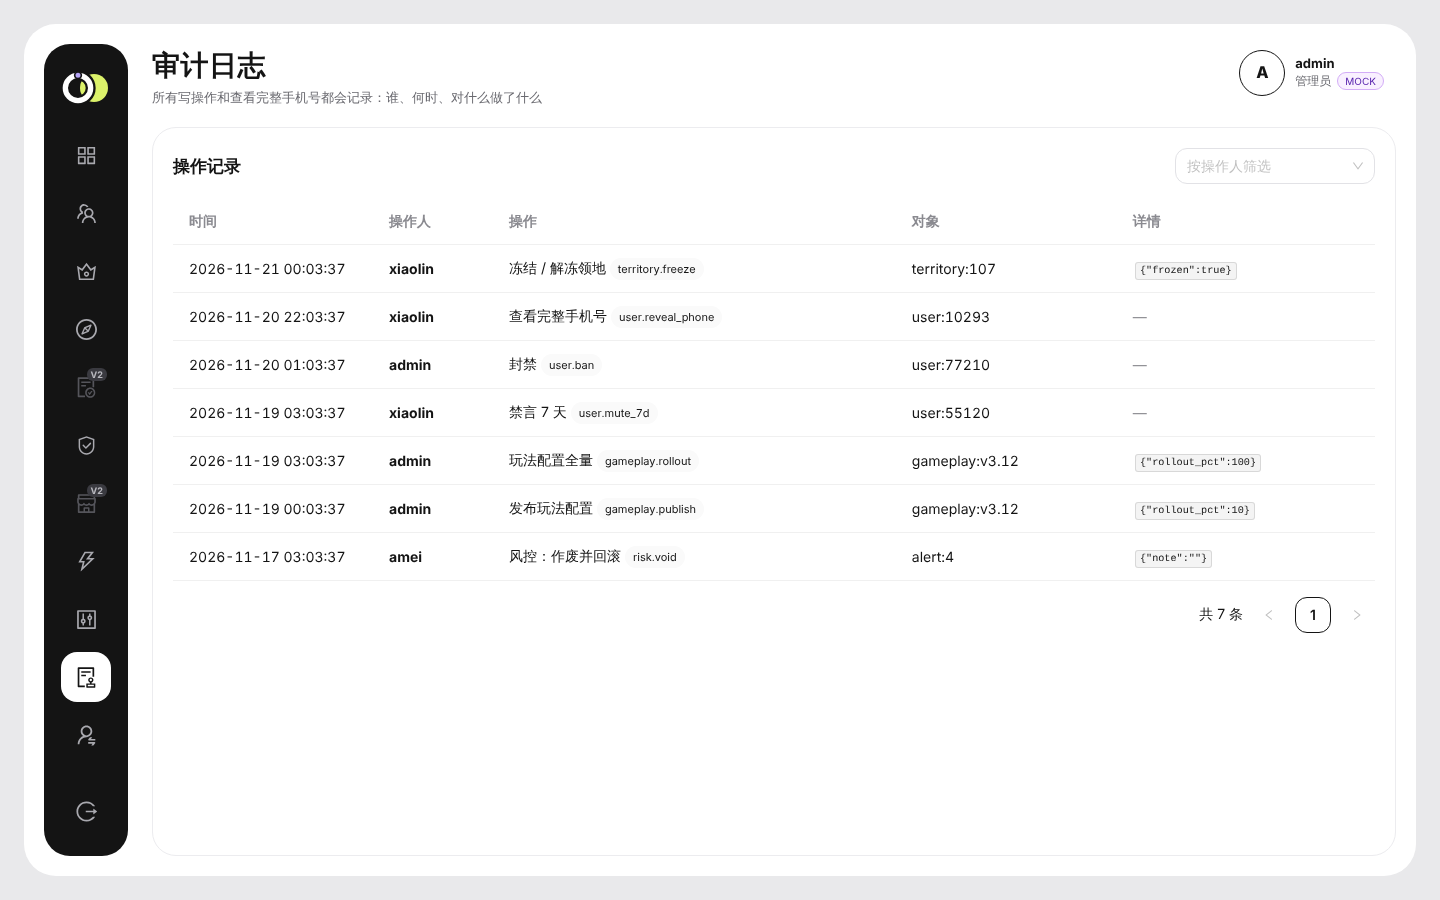 审计日志
所有写操作和查看完整手机号都会记录：谁、何时、对什么做了什么
A
admin
管理员 MOCK
V2
V2
操作记录
按操作人筛选
时间 操作人 操作 对象 详情
2026-11-21 00:03:37 xiaolin 冻结 / 解冻领地 territory.freeze territory:107 {"frozen":true}
2026-11-20 22:03:37 xiaolin 查看完整手机号 user.reveal_phone user:10293 —
2026-11-20 01:03:37 admin 封禁 user.ban user:77210 —
2026-11-19 03:03:37 xiaolin 禁言 7 天 user.mute_7d user:55120 —
2026-11-19 03:03:37 admin 玩法配置全量 gameplay.rollout gameplay:v3.12 {"rollout_pct":100}
2026-11-19 00:03:37 admin 发布玩法配置 gameplay.publish gameplay:v3.12 {"rollout_pct":10}
2026-11-17 03:03:37 amei 风控：作废并回滚 risk.void alert:4 {"note":""}
共 7 条 1